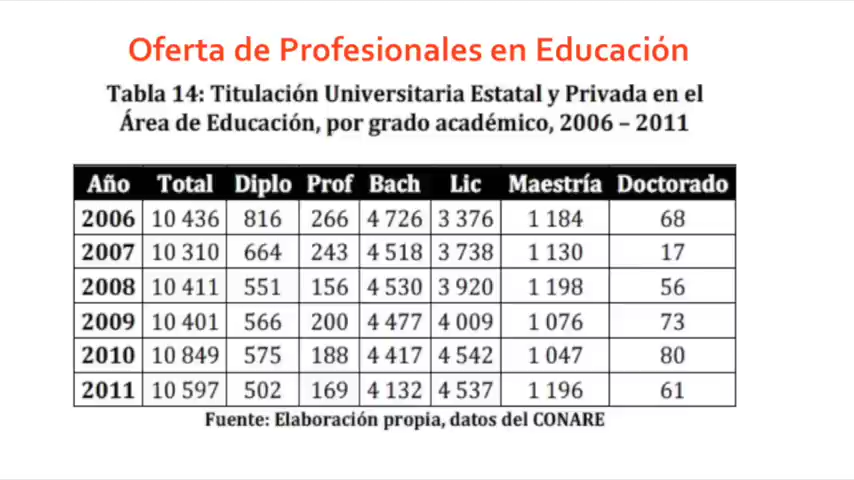 Oferta de Profesionales en Educación
Tabla 14: Titulación Universitaria Estatal y Privada en el
Área de Educación, por grado académico, 2006 – 2011
Año Total Diplo Prof Bach Lic Maestría Doctorado
2006 10 436 816 266 4 726 3 376 1 184 68
2007 10 310 664 243 4 518 3 738 1 130 17
2008 10 411 551 156 4 530 3 920 1 198 56
2009 10 401 566 200 4 477 4 009 1 076 73
2010 10 849 575 188 4 417 4 542 1 047 80
2011 10 597 502 169 4 132 4 537 1 196 61
Fuente: Elaboración propia, datos del CONARE